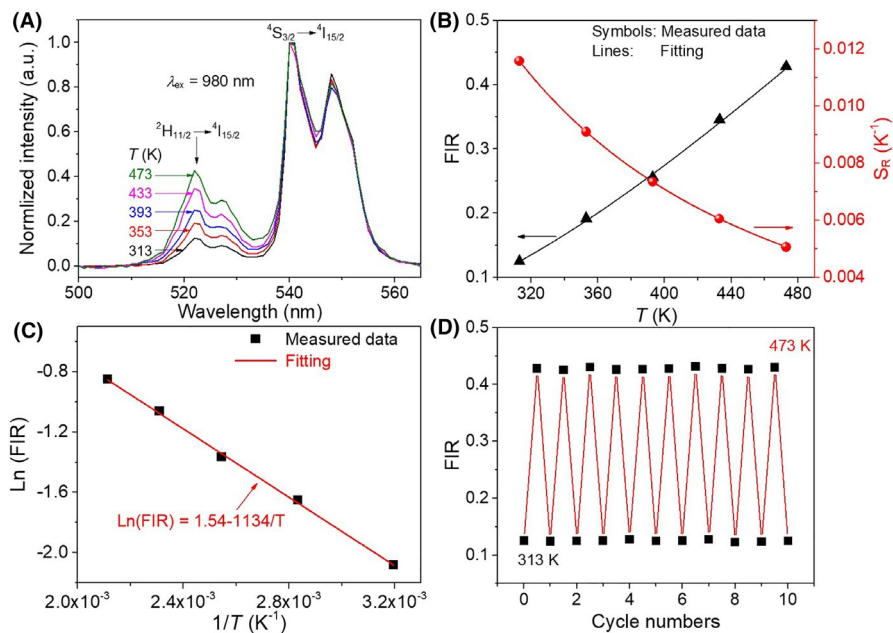 (A)
Normlized intensity (a.u.)
1.0
0.8
0.6
0.4
0.2
0.0
⁴S₃/₂ → ⁴I₁₅/₂
λex = 980 nm
²H₁₁/₂ → ⁴I₁₅/₂
T (K)
473
433
393
353
313
500 520 540 560
Wavelength (nm)
(B)
FIR
0.5
0.4
0.3
0.2
0.1
Symbols: Measured data
Lines: Fitting
0.012
0.010
0.008
0.006
0.004
S_R (K⁻¹)
320 360 400 440 480
T (K)
(C)
Ln (FIR)
-0.8
-1.2
-1.6
-2.0
Measured data
Fitting
Ln(FIR) = 1.54-1134/T
2.0x10⁻³ 2.4x10⁻³ 2.8x10⁻³ 3.2x10⁻³
1/T (K⁻¹)
(D)
FIR
0.5
0.4
0.3
0.2
0.1
473 K
313 K
0 2 4 6 8 10
Cycle numbers